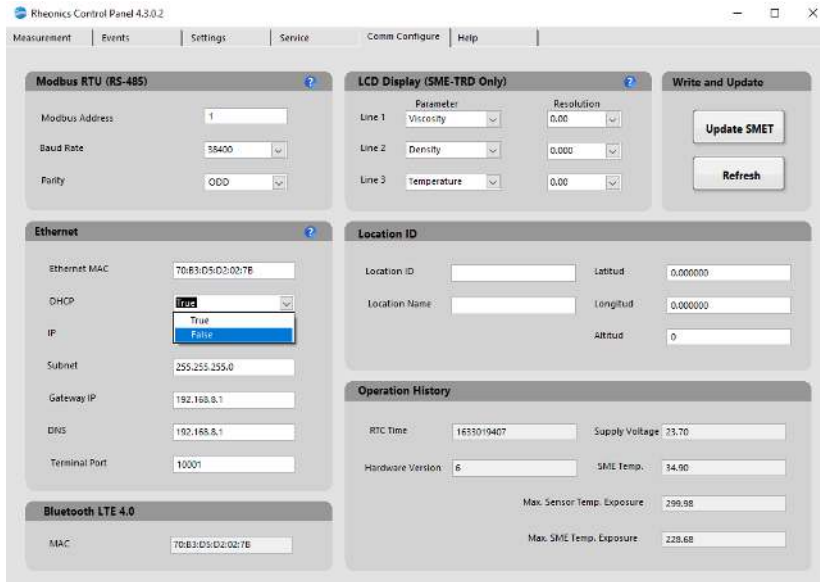 Rheonics Control Panel 4.3.0.2
Measurement Events Settings Service Comm Configure Help
Modbus RTU (RS-485)
Modbus Address 1
Baud Rate 38400
Parity ODD
LCD Display (SME-TRD Only)
Parameter Resolution
Line 1 Viscosity 0.00
Line 2 Density 0.000
Line 3 Temperature 0.00
Write and Update
Update SMET
Refresh
Ethernet
Ethernet MAC 70:B3:D5:D2:02:7B
DHCP True
True
False
IP
Subnet 255.255.255.0
Gateway IP 192.168.8.1
DNS 192.168.8.1
Terminal Port 10001
Location ID
Location ID Latitud 0.000000
Location Name Longitud 0.000000
Altitud 0
Operation History
RTC Time 1633019407 Supply Voltage 23.70
Hardware Version 6 SME Temp. 34.90
Max. Sensor Temp. Exposure 299.98
Max. SME Temp. Exposure 228.68
Bluetooth LTE 4.0
MAC 70:B3:D5:D2:02:7B